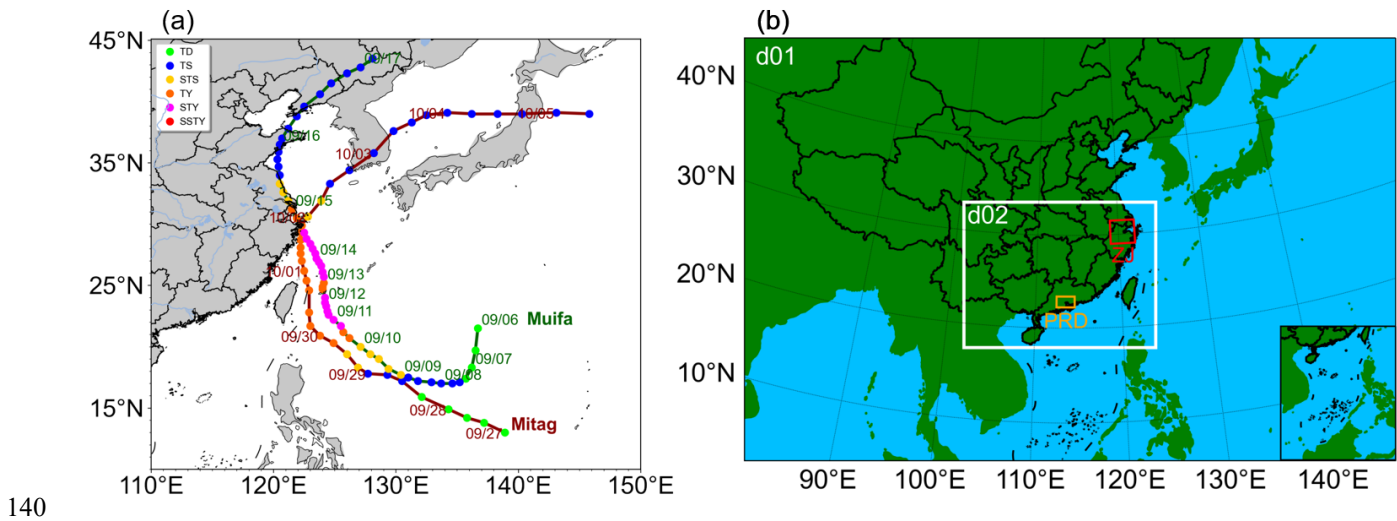 (a)
45°N
35°N
25°N
15°N
110°E
120°E
130°E
140°E
150°E
TD
TS
STS
TY
STY
SSTY
09/17
09/16
09/15
09/14
09/13
09/12
09/11
09/10
09/09
09/08
09/07
09/06
Muifa
10/05
10/04
10/03
10/02
10/01
09/30
09/29
09/28
09/27
Mitag
(b)
d01
d02
ZJ
PRD
40°N
30°N
20°N
10°N
90°E
100°E
110°E
120°E
130°E
140°E
140